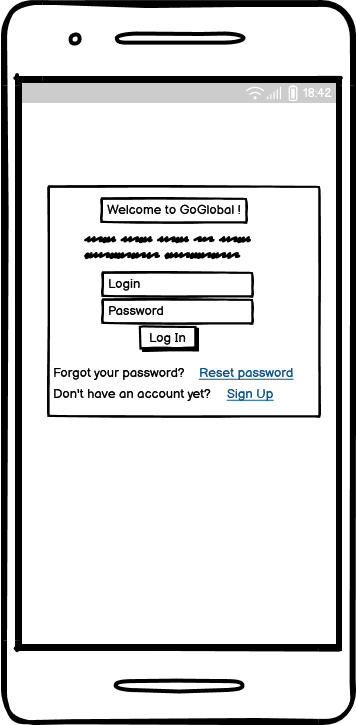 18:42
Welcome to GoGlobal !
Login
Password
Log In
Forgot your password? Reset password
Don't have an account yet? Sign Up